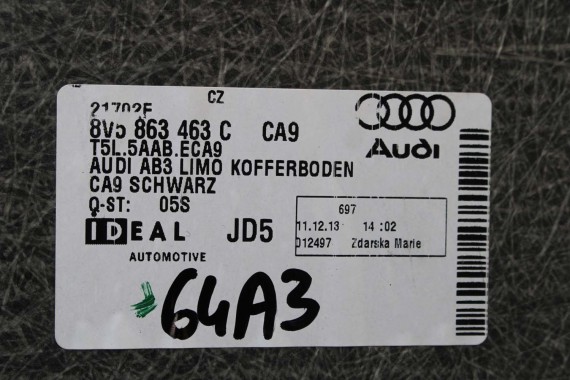 CZ
21702F
8V5 863 463 C CA9
T5L.5AAB.ECA9
AUDI AB3 LIMO KOFFERBODEN
CA9 SCHWARZ
Q-ST: 05S
IDEAL
AUTOMOTIVE
JD5
Audi
697
11.12.13 14:02
012497 Zdarska Marie
64A3